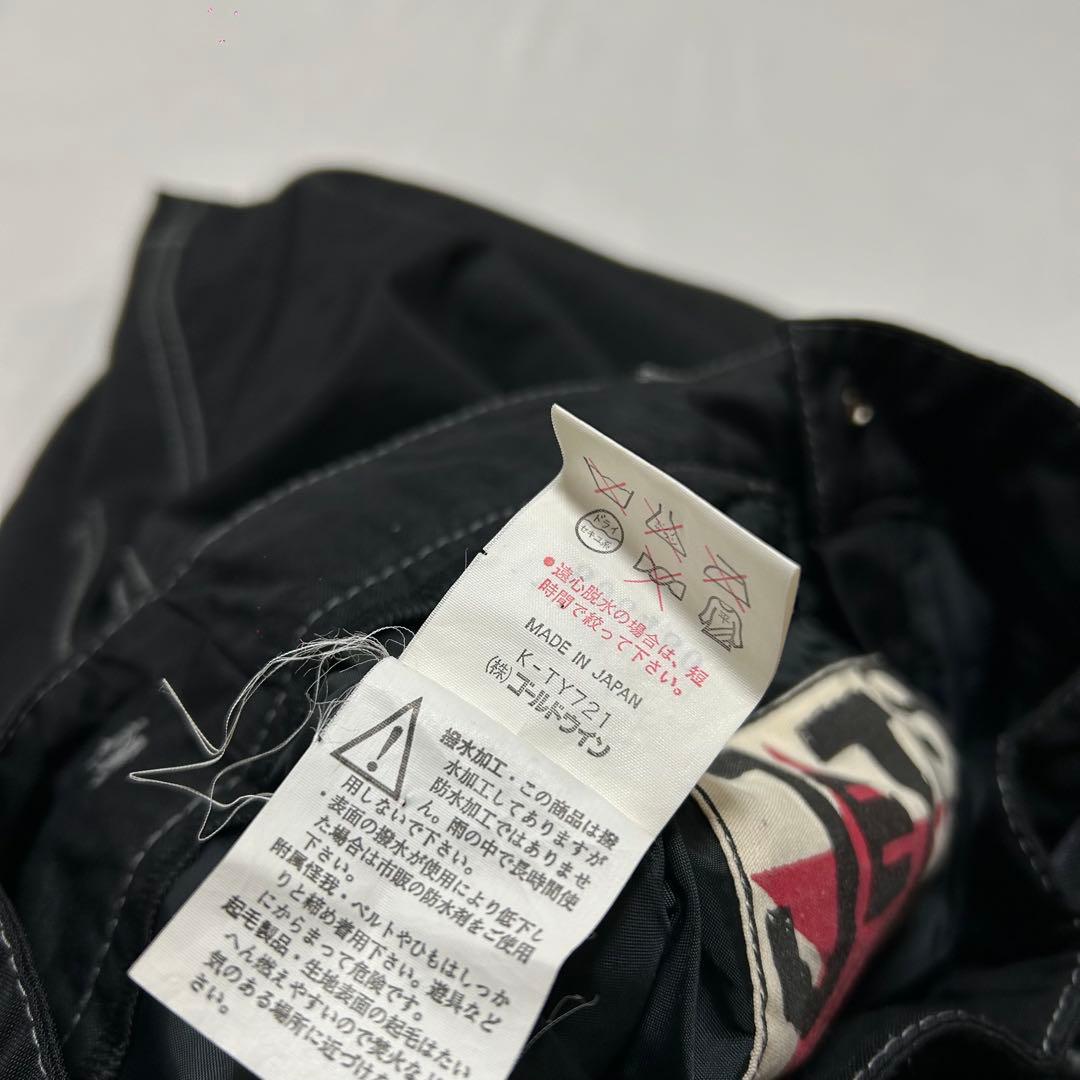 ドライ
セキユ系
平
●遠心脱水の場合は、短
時間で絞って下さい。
MADE IN JAPAN
K-TY721
(株)ゴールドウイン
撥水加工・この商品は撥
水加工してありますが
防水加工ではありませ
ん。雨の中で長時間使
用しないで下さい。
・表面の撥水が使用により低下し
た場合は市販の防水剤をご使用
下さい。
附属怪我・ベルトやひもはしっか
りと締め着用下さい。道具など
にからまって危険です。
起毛製品・生地表面の起毛はたい
へん燃えやすいので焚火など
気のある場所に近づけな
さい。